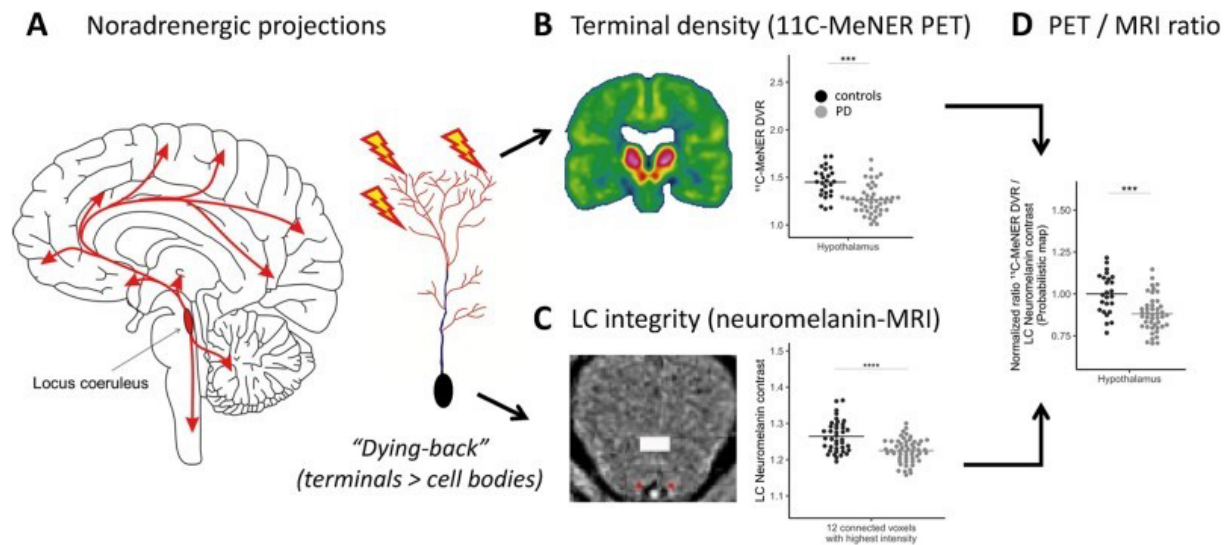 A Noradrenergic projections
Locus coeruleus
“Dying-back”
(terminals > cell bodies)
B Terminal density (11C-MeNER PET)
¹¹C-MeNER DVR
2.5
2.0
1.5
1.0
***
controls
PD
Hypothalamus
C LC integrity (neuromelanin-MRI)
LC Neuromelanin contrast
1.5
1.4
1.3
1.2
1.1
****
12 connected voxels
with highest intensity
D PET / MRI ratio
Normalized ratio ¹¹C-MeNER DVR /
LC Neuromelanin contrast
(Probabilistic map)
1.50
1.25
1.00
0.75
***
Hypothalamus